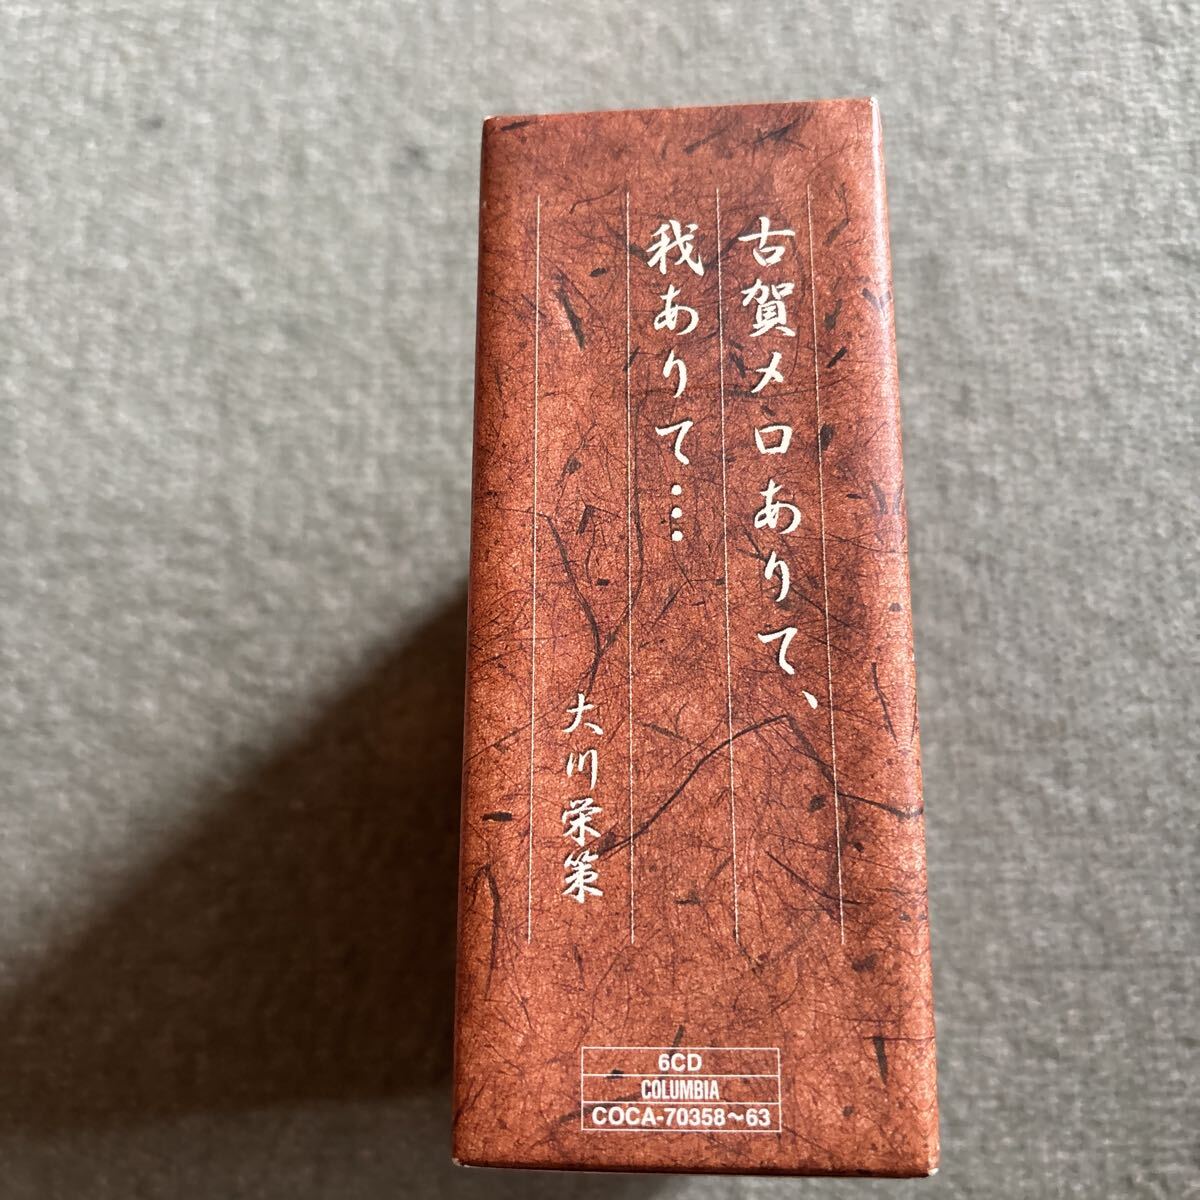 古賀メロありて、
我ありて…
大川栄策
6CD
COLUMBIA
COCA-70358～63